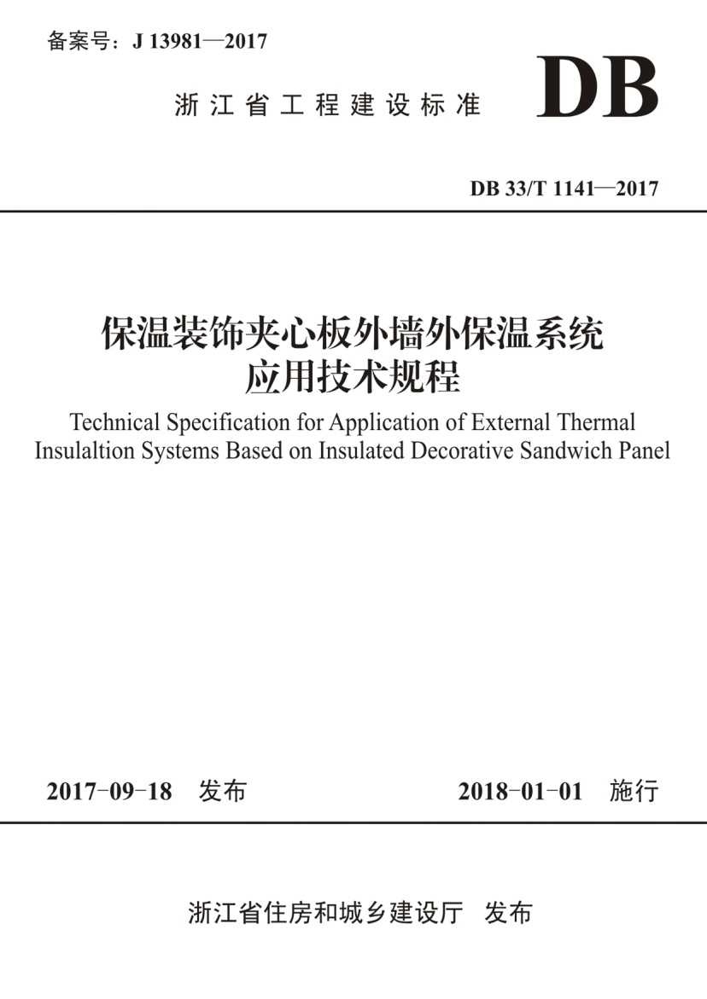 备案号：J 13981—2017
浙江省工程建设标准
DB
DB 33/T 1141—2017
保温装饰夹心板外墙外保温系统
应用技术规程
Technical Specification for Application of External Thermal
Insulaltion Systems Based on Insulated Decorative Sandwich Panel
2017-09-18 发布
2018-01-01 施行
浙江省住房和城乡建设厅 发布